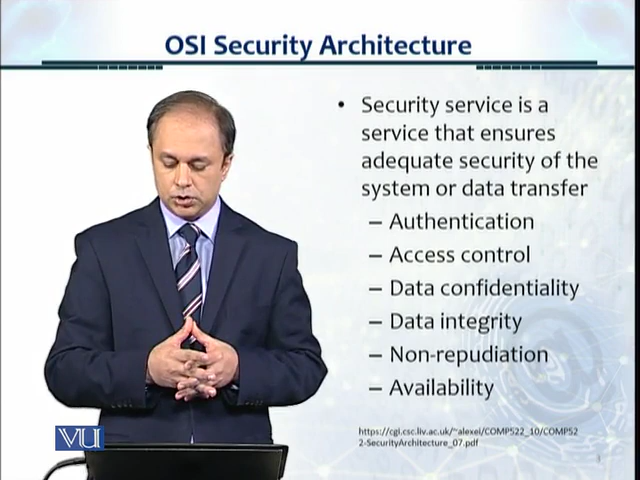 OSI Security Architecture
• Security service is a
service that ensures
adequate security of the
system or data transfer
– Authentication
– Access control
– Data confidentiality
– Data integrity
– Non-repudiation
– Availability
https://cgi.csc.liv.ac.uk/~alexei/COMP522_10/COMP52
2-SecurityArchitecture_07.pdf
VU